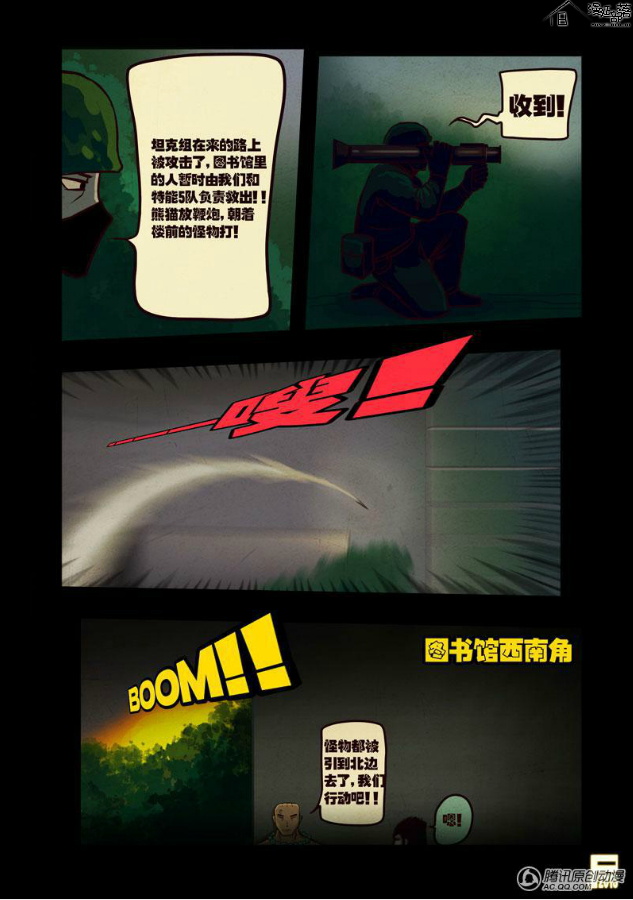 漫正部落
坦克组在来的路上
被攻击了，图书馆里
的人暂时由我们和
特能5队负责救出！！
熊猫放鞭炮，朝着
楼前的怪物打！
收到！
嗖！
BOOM!!
图书馆西南角
怪物都被
引到北边
去了，我们
行动吧！！
嗯！
腾讯原创动漫
AC.QQ.COM